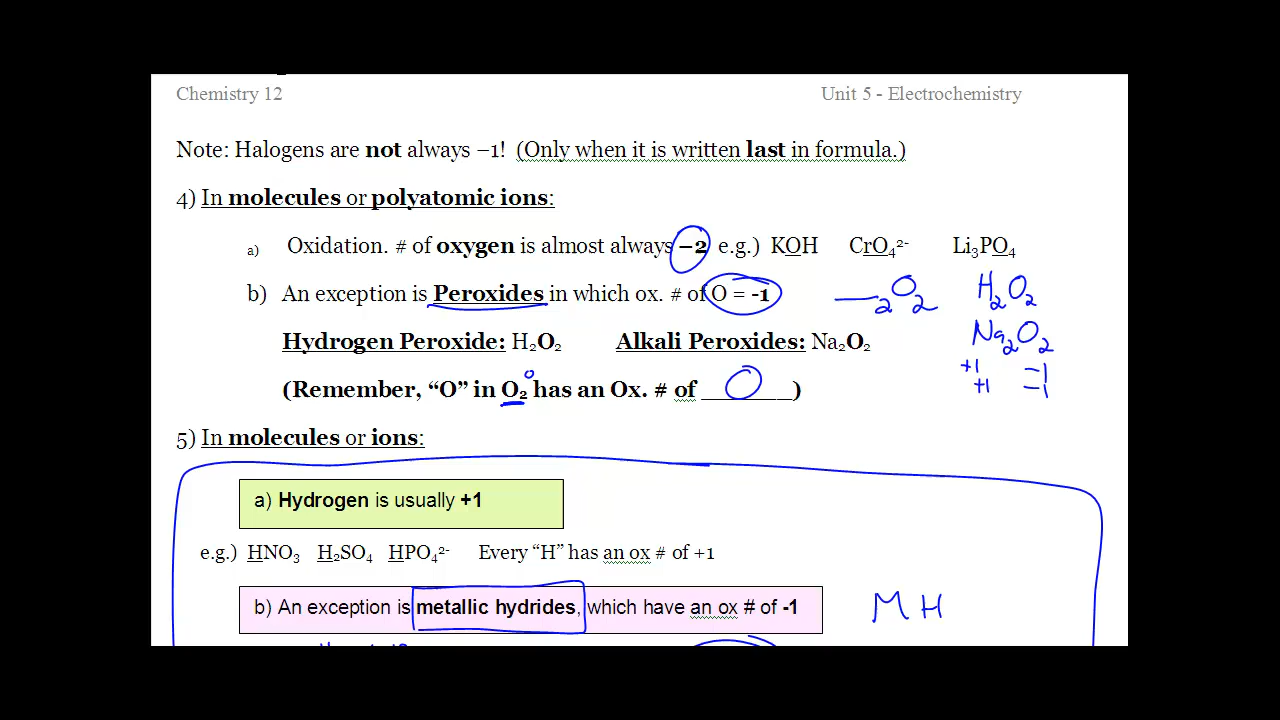 Chemistry 12 Unit 5 - Electrochemistry
Note: Halogens are not always −1! (Only when it is written last in formula.)
4) In molecules or polyatomic ions:
a) Oxidation. # of oxygen is almost always −2 e.g.) KOH CrO₄²⁻ Li₃PO₄
b) An exception is Peroxides in which ox. # of O = -1 __₂O₂ H₂O₂
Hydrogen Peroxide: H₂O₂ Alkali Peroxides: Na₂O₂ Na₂O₂
+1 −1
+1 −1
(Remember, “O” in O₂⁰ has an Ox. # of 0 )
5) In molecules or ions:
a) Hydrogen is usually +1
e.g.) HNO₃ H₂SO₄ HPO₄²⁻ Every “H” has an ox # of +1
b) An exception is metallic hydrides, which have an ox # of -1 M H